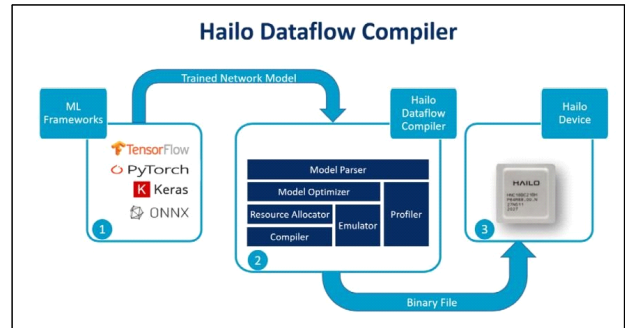 Hailo Dataflow Compiler
Trained Network Model
ML
Frameworks
TensorFlow
PyTorch
K Keras
ONNX
1
Hailo
Dataflow
Compiler
Model Parser
Model Optimizer
Resource Allocator
Compiler
Emulator
Profiler
2
Hailo
Device
HAILO
3
Binary File